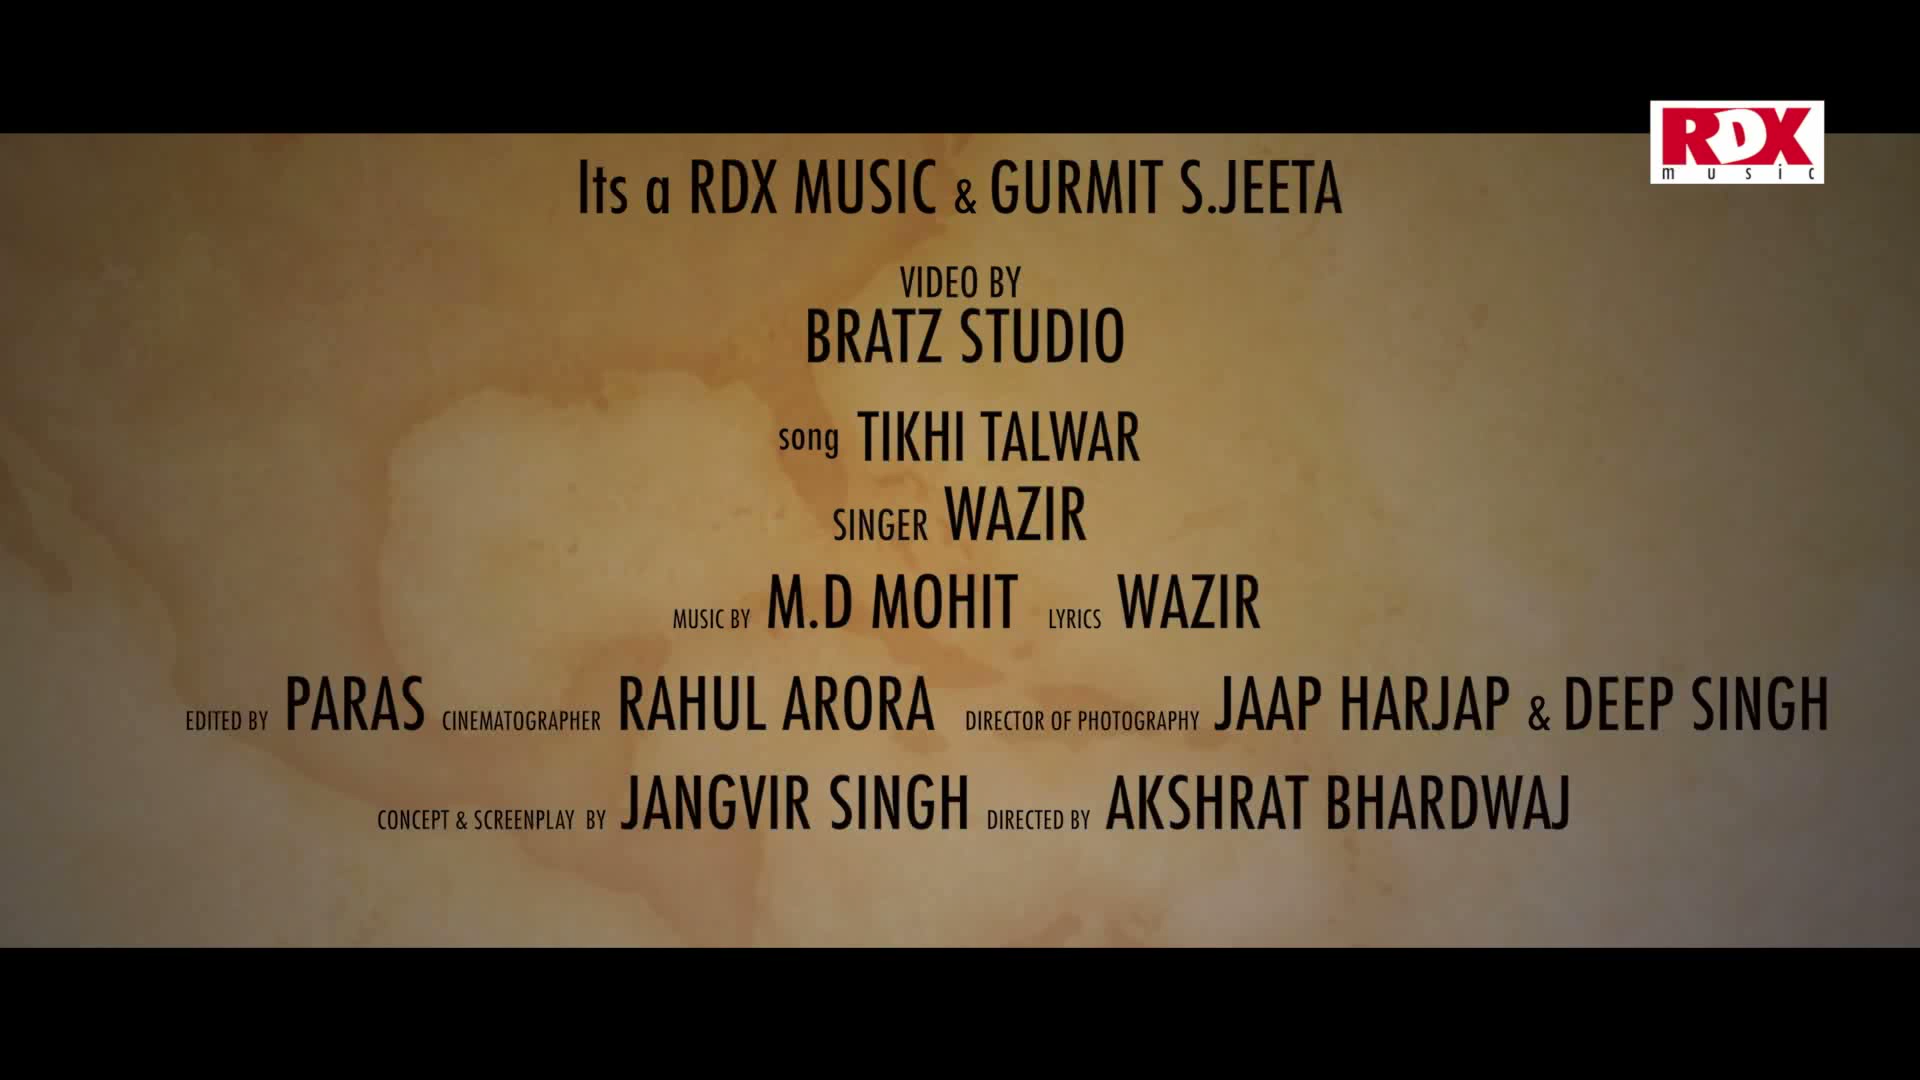 RDX
music
Its a RDX MUSIC & GURMIT S.JEETA
VIDEO BY
BRATZ STUDIO
song TIKHI TALWAR
SINGER WAZIR
MUSIC BY M.D MOHIT LYRICS WAZIR
EDITED BY PARAS CINEMATOGRAPHER RAHUL ARORA DIRECTOR OF PHOTOGRAPHY JAAP HARJAP & DEEP SINGH
CONCEPT & SCREENPLAY BY JANGVIR SINGH DIRECTED BY AKSHRAT BHARDWAJ